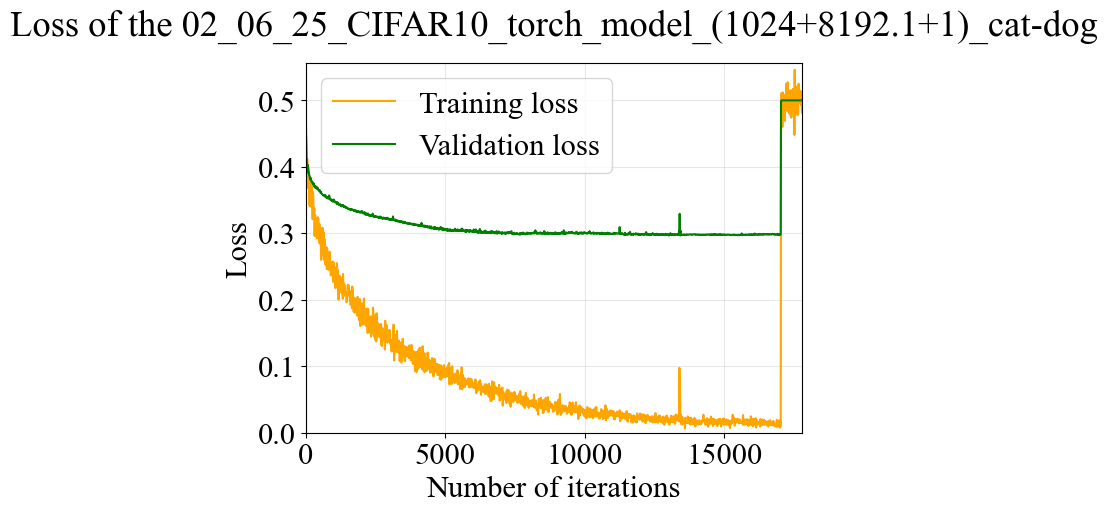 Loss of the 02_06_25_CIFAR10_torch_model_(1024+8192.1+1)_cat-dog
Training loss
Validation loss
0.5
0.4
0.3
0.2
0.1
0.0
Loss
0 5000 10000 15000
Number of iterations